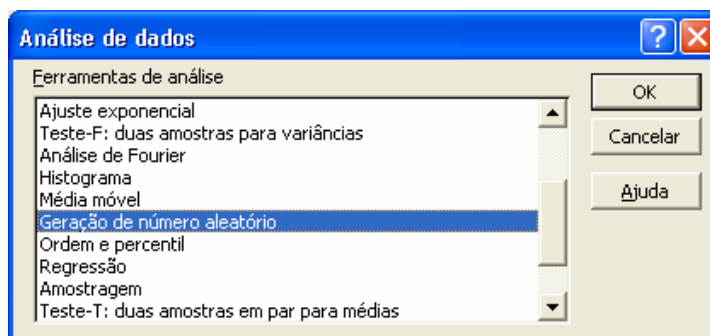 Análise de dados
Ferramentas de análise
Ajuste exponencial
Teste-F: duas amostras para variâncias
Análise de Fourier
Histograma
Média móvel
Geração de número aleatório
Ordem e percentil
Regressão
Amostragem
Teste-T: duas amostras em par para médias
OK
Cancelar
Ajuda